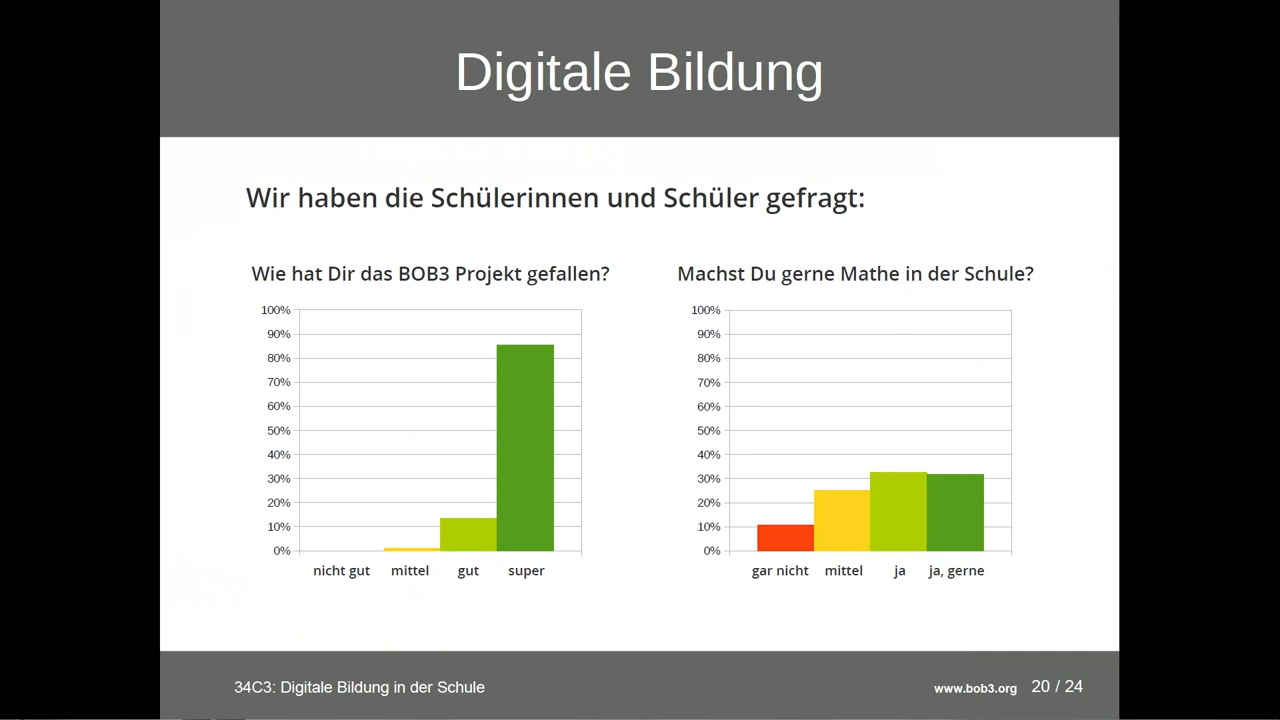 Digitale Bildung
Wir haben die Schülerinnen und Schüler gefragt:
Wie hat Dir das BOB3 Projekt gefallen?
100%
90%
80%
70%
60%
50%
40%
30%
20%
10%
0%
nicht gut mittel gut super
Machst Du gerne Mathe in der Schule?
100%
90%
80%
70%
60%
50%
40%
30%
20%
10%
0%
gar nicht mittel ja ja, gerne
34C3: Digitale Bildung in der Schule
www.bob3.org 20 / 24